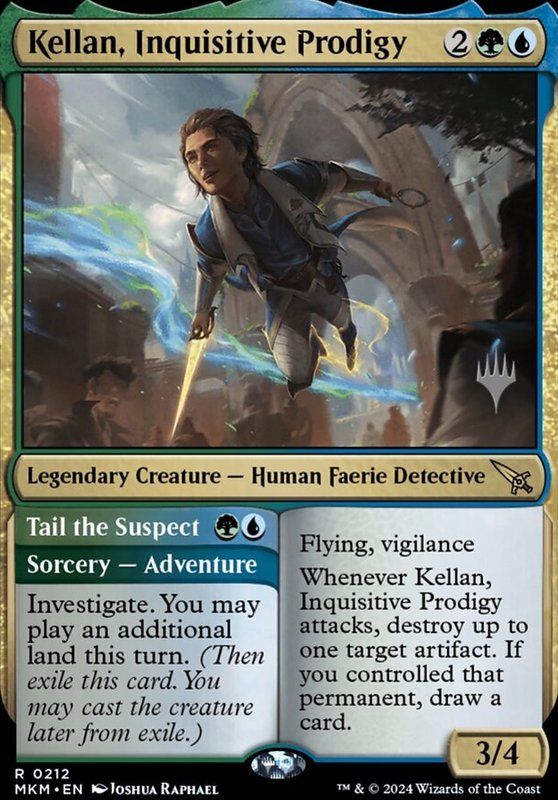 Kellan, Inquisitive Prodigy 2
Legendary Creature — Human Faerie Detective
Tail the Suspect
Sorcery — Adventure
Investigate. You may
play an additional
land this turn. (Then
exile this card. You
may cast the creature
later from exile.)
Flying, vigilance
Whenever Kellan,
Inquisitive Prodigy
attacks, destroy up to
one target artifact. If
you controlled that
permanent, draw a
card.
3/4
R 0212
MKM • EN Joshua Raphael
™ & © 2024 Wizards of the Coast